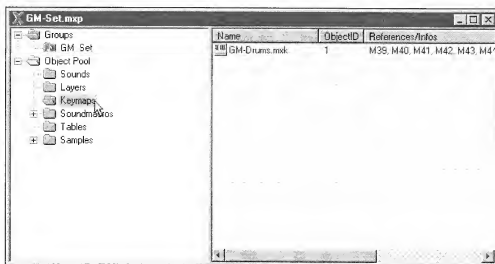 GM-Set.mxp
Groups
GM Set
Object Pool
Sounds
Layers
Keymaps
Soundmacros
Tables
Samples
Name ObjectID References/Infos
GM-Drums.mxk 1 M39, M40, M41, M42, M43, M4